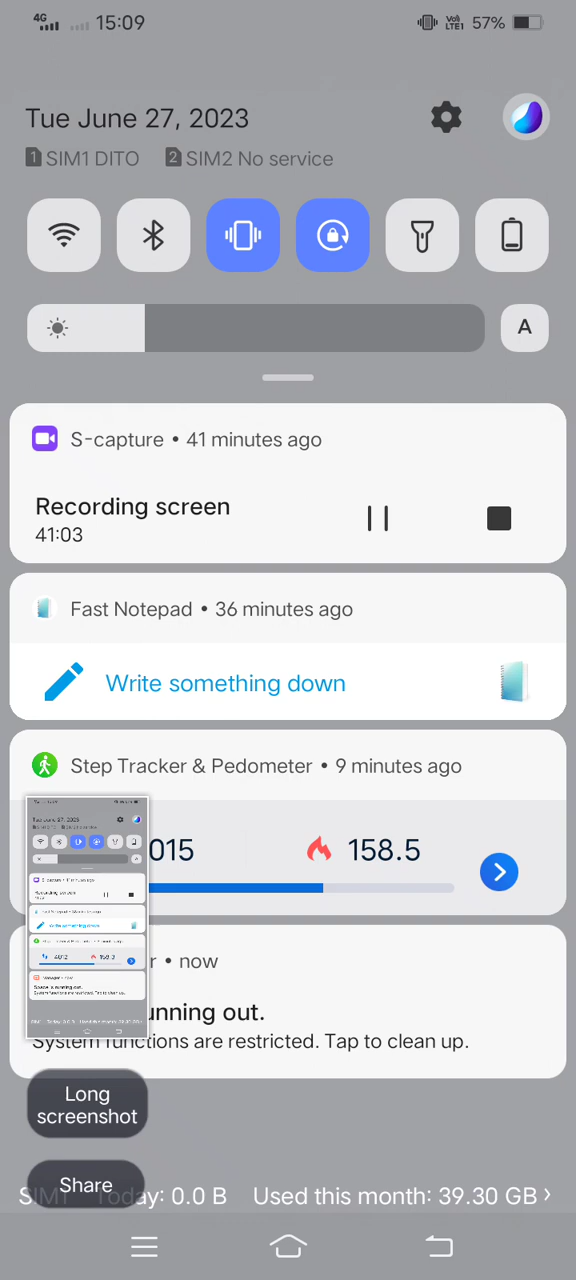 4G 15:09 VoI LTE1 57%
Tue June 27, 2023
1 SIM1 DITO 2 SIM2 No service
A
S-capture • 41 minutes ago
Recording screen
41:03
Fast Notepad • 36 minutes ago
Write something down
Step Tracker & Pedometer • 9 minutes ago
015 158.5
r • now
unning out.
System functions are restricted. Tap to clean up.
Long
screenshot
Share
SIM1 Today: 0.0 B Used this month: 39.30 GB ›